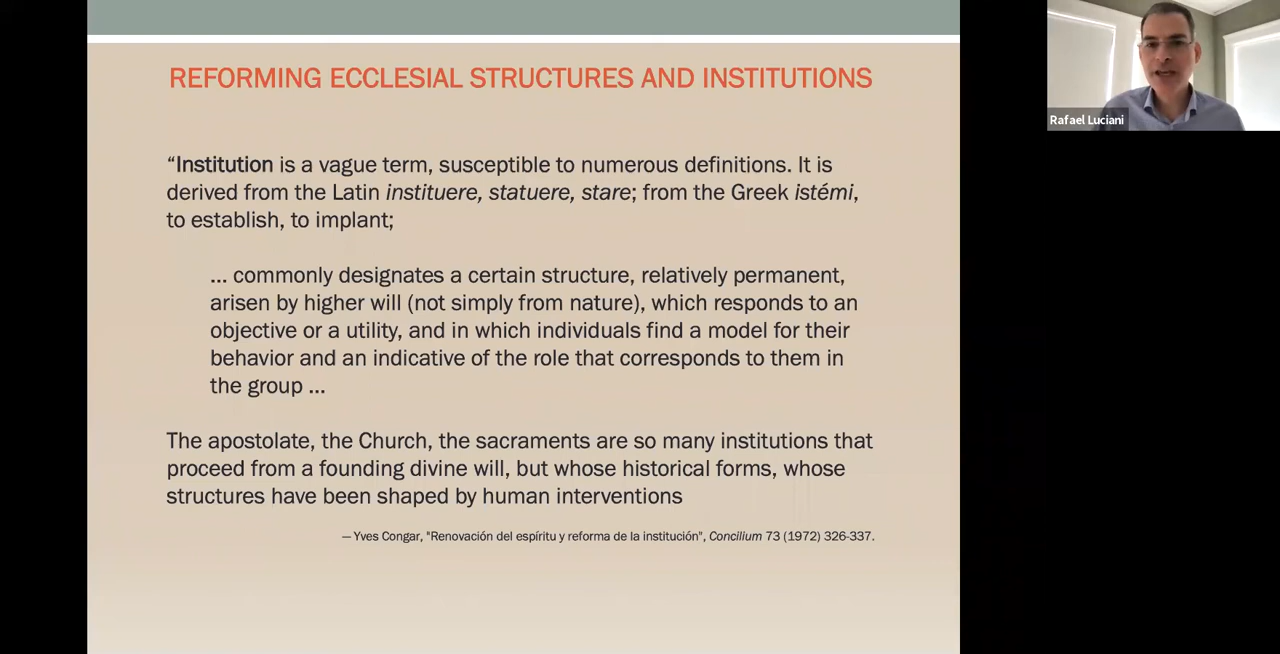 REFORMING ECCLESIAL STRUCTURES AND INSTITUTIONS
“Institution is a vague term, susceptible to numerous definitions. It is
derived from the Latin instituere, statuere, stare; from the Greek istémi,
to establish, to implant;
... commonly designates a certain structure, relatively permanent,
arisen by higher will (not simply from nature), which responds to an
objective or a utility, and in which individuals find a model for their
behavior and an indicative of the role that corresponds to them in
the group ...
The apostolate, the Church, the sacraments are so many institutions that
proceed from a founding divine will, but whose historical forms, whose
structures have been shaped by human interventions
— Yves Congar, "Renovación del espíritu y reforma de la institución", Concilium 73 (1972) 326-337.
Rafael Luciani